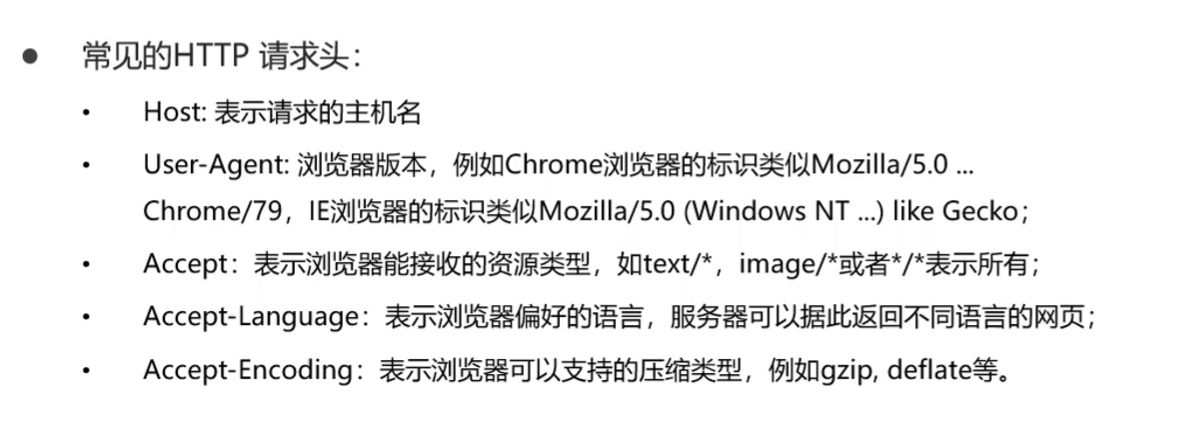 ● 常见的HTTP 请求头：
• Host: 表示请求的主机名
• User-Agent: 浏览器版本，例如Chrome浏览器的标识类似Mozilla/5.0 ...
Chrome/79，IE浏览器的标识类似Mozilla/5.0 (Windows NT ...) like Gecko；
• Accept：表示浏览器能接收的资源类型，如text/*，image/*或者*/*表示所有；
• Accept-Language：表示浏览器偏好的语言，服务器可以据此返回不同语言的网页；
• Accept-Encoding：表示浏览器可以支持的压缩类型，例如gzip, deflate等。